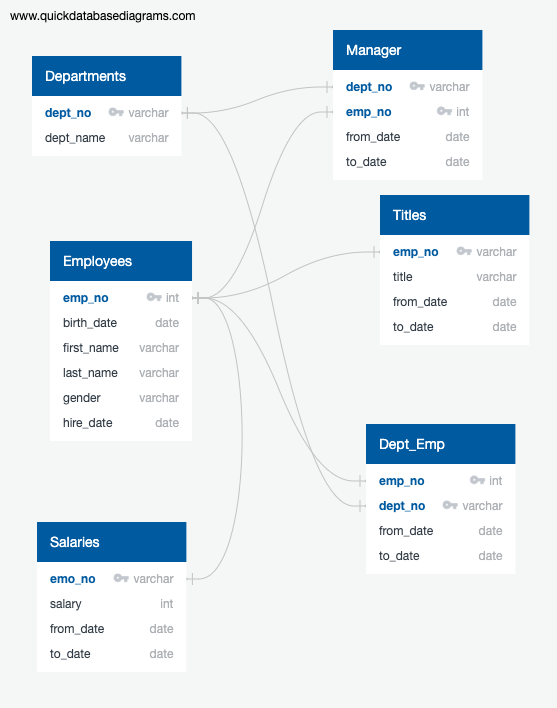 www.quickdatabasediagrams.com
Departments
dept_no varchar
dept_name varchar
Manager
dept_no varchar
emp_no int
from_date date
to_date date
Titles
emp_no varchar
title varchar
from_date date
to_date date
Employees
emp_no int
birth_date date
first_name varchar
last_name varchar
gender varchar
hire_date date
Dept_Emp
emp_no int
dept_no varchar
from_date date
to_date date
Salaries
emo_no varchar
salary int
from_date date
to_date date